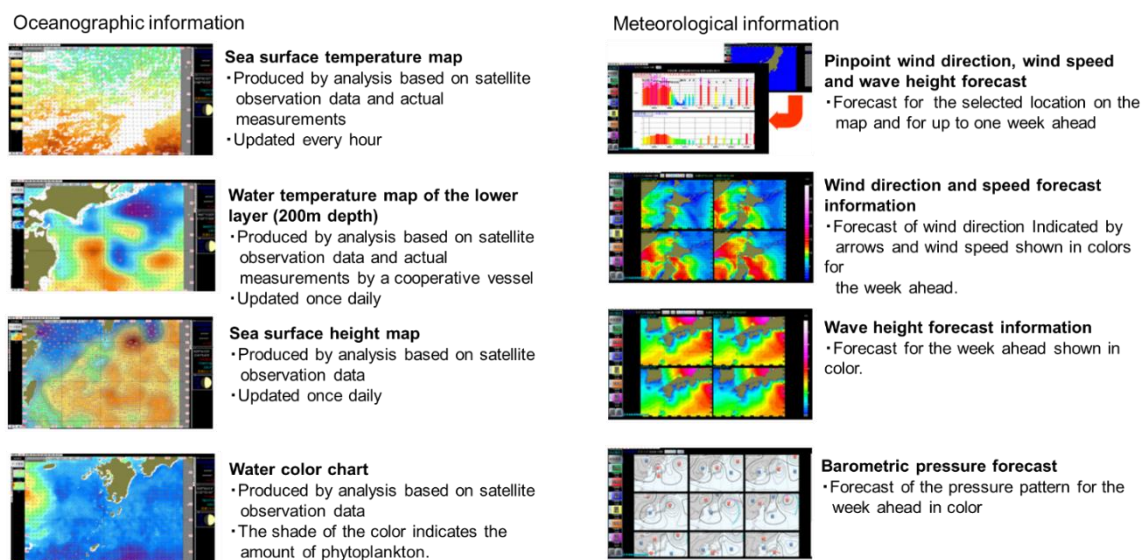 Oceanographic information
Sea surface temperature map
・Produced by analysis based on satellite
observation data and actual
measurements
・Updated every hour
Water temperature map of the lower
layer (200m depth)
・Produced by analysis based on satellite
observation data and actual
measurements by a cooperative vessel
・Updated once daily
Sea surface height map
・Produced by analysis based on satellite
observation data
・Updated once daily
Water color chart
・Produced by analysis based on satellite
observation data
・The shade of the color indicates the
amount of phytoplankton.
Meteorological information
Pinpoint wind direction, wind speed
and wave height forecast
・Forecast for the selected location on the
map and for up to one week ahead
Wind direction and speed forecast
information
・Forecast of wind direction Indicated by
arrows and wind speed shown in colors
for
the week ahead.
Wave height forecast information
・Forecast for the week ahead shown in
color.
Barometric pressure forecast
・Forecast of the pressure pattern for the
week ahead in color